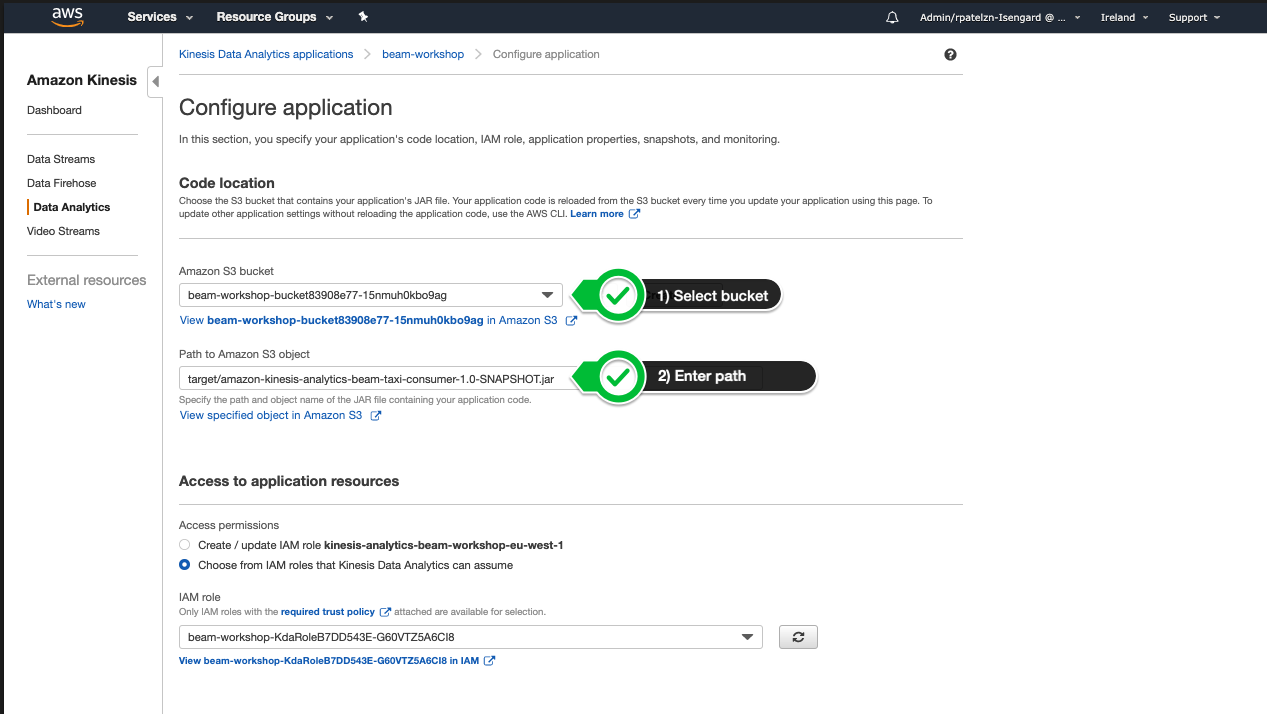 aws
Services
Resource Groups
Admin/rpatelzn-Isengard @ ...
Ireland
Support
Amazon Kinesis
Dashboard
Data Streams
Data Firehose
Data Analytics
Video Streams
External resources
What's new
Kinesis Data Analytics applications
beam-workshop
Configure application
Configure application
In this section, you specify your application's code location, IAM role, application properties, snapshots, and monitoring.
Code location
Choose the S3 bucket that contains your application's JAR file. Your application code is reloaded from the S3 bucket every time you update your application using this page. To
update other application settings without reloading the application code, use the AWS CLI. Learn more
Amazon S3 bucket
beam-workshop-bucket83908e77-15nmuh0kbo9ag
1) Select bucket
View beam-workshop-bucket83908e77-15nmuh0kbo9ag in Amazon S3
Path to Amazon S3 object
target/amazon-kinesis-analytics-beam-taxi-consumer-1.0-SNAPSHOT.jar
2) Enter path
Specify the path and object name of the JAR file containing your application code.
View specified object in Amazon S3
Access to application resources
Access permissions
Create / update IAM role kinesis-analytics-beam-workshop-eu-west-1
Choose from IAM roles that Kinesis Data Analytics can assume
IAM role
Only IAM roles with the required trust policy attached are available for selection.
beam-workshop-KdaRoleB7DD543E-G60VTZ5A6CI8
View beam-workshop-KdaRoleB7DD543E-G60VTZ5A6CI8 in IAM